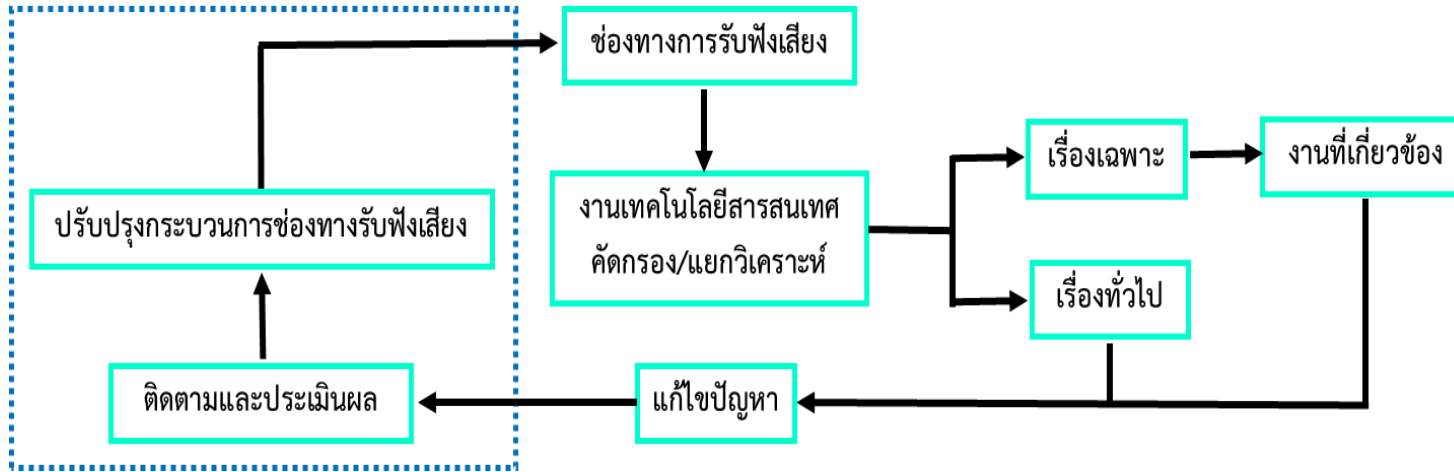 ช่องทางการรับฟังเสียง
งานเทคโนโลยีสารสนเทศ
คัดกรอง/แยกวิเคราะห์
เรื่องเฉพาะ
งานที่เกี่ยวข้อง
เรื่องทั่วไป
แก้ไขปัญหา
ติดตามและประเมินผล
ปรับปรุงกระบวนการช่องทางรับฟังเสียง